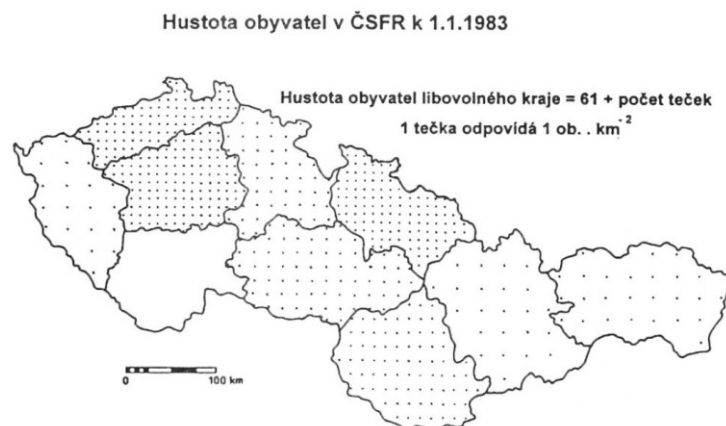 Hustota obyvatel v ČSFR k 1.1.1983
Hustota obyvatel libovolného kraje = 61 + počet teček
1 tečka odpovídá 1 ob. . km⁻²
0 100 km